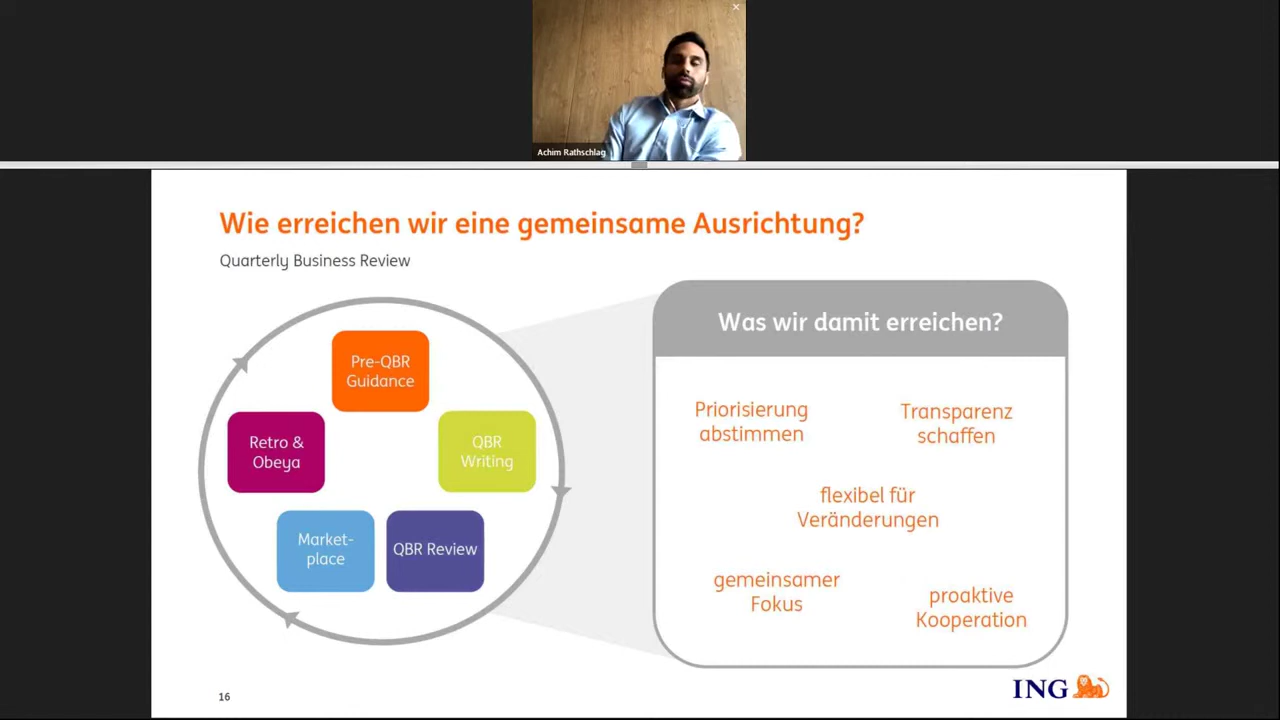 Achim Rathschlag
Wie erreichen wir eine gemeinsame Ausrichtung?
Quarterly Business Review
Pre-QBR
Guidance
QBR
Writing
QBR Review
Market-
place
Retro &
Obeya
Was wir damit erreichen?
Priorisierung
abstimmen
Transparenz
schaffen
flexibel für
Veränderungen
gemeinsamer
Fokus
proaktive
Kooperation
16
ING